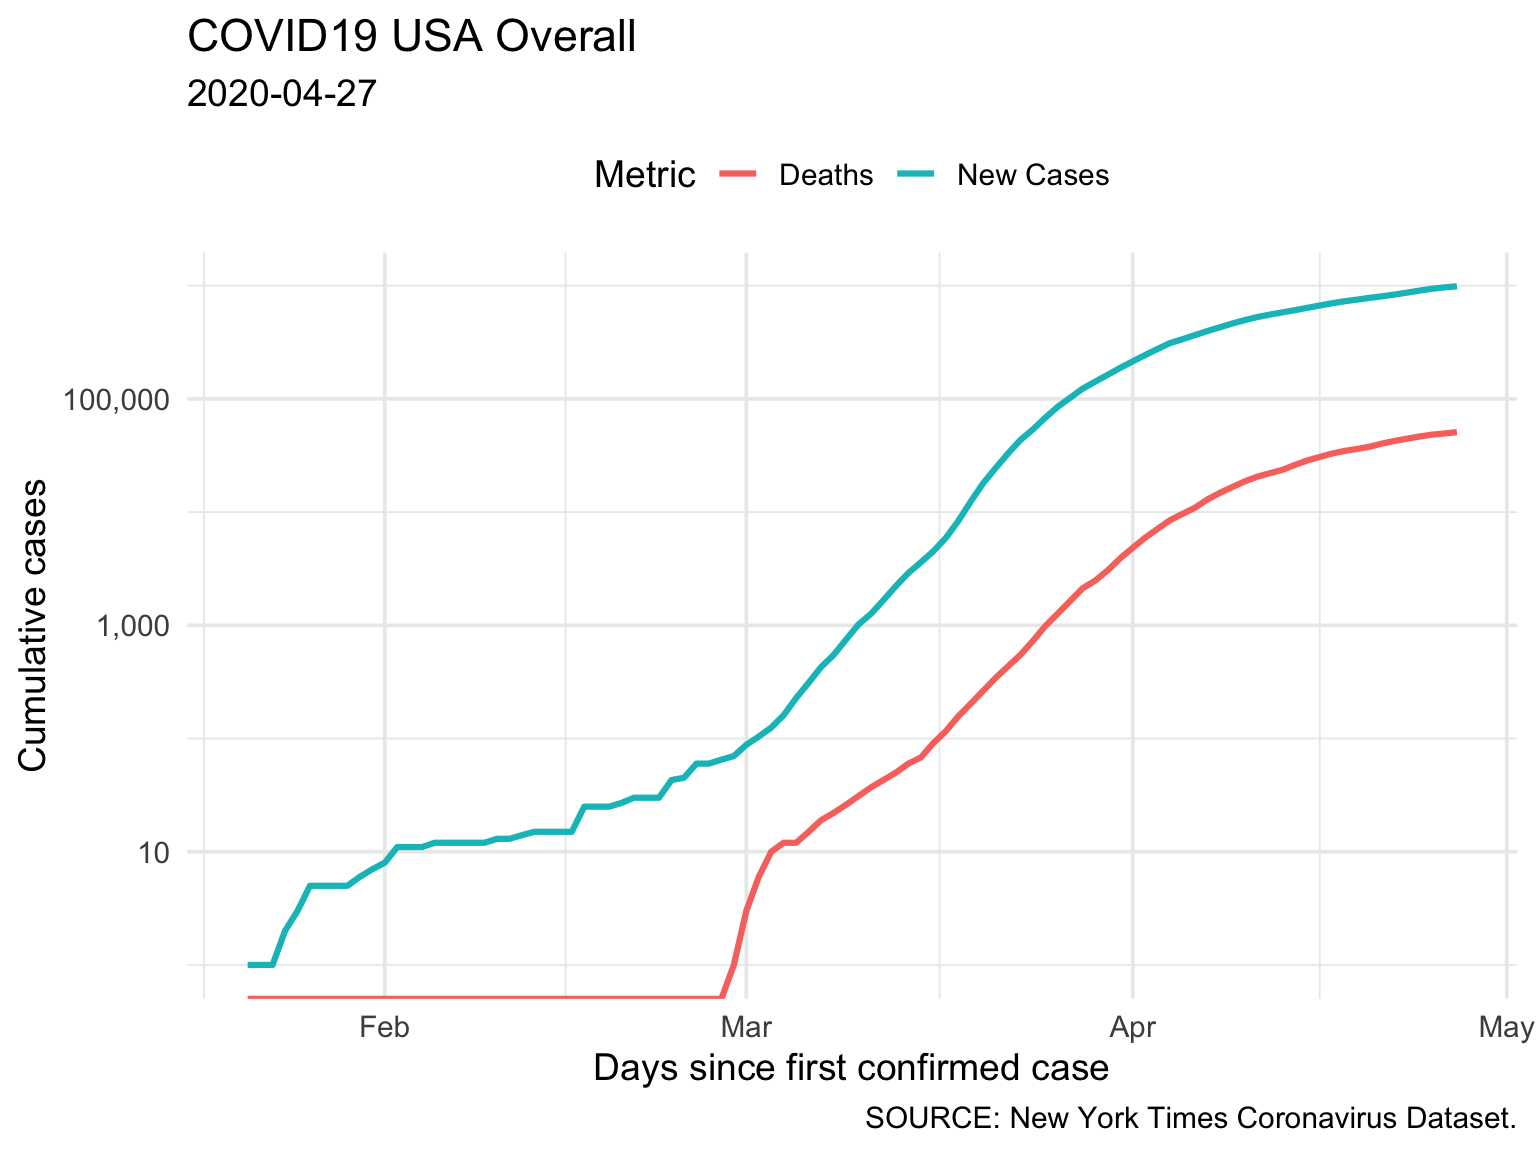 COVID19 USA Overall
2020-04-27
Metric Deaths New Cases
Cumulative cases
100,000
1,000
10
Feb Mar Apr May
Days since first confirmed case
SOURCE: New York Times Coronavirus Dataset.